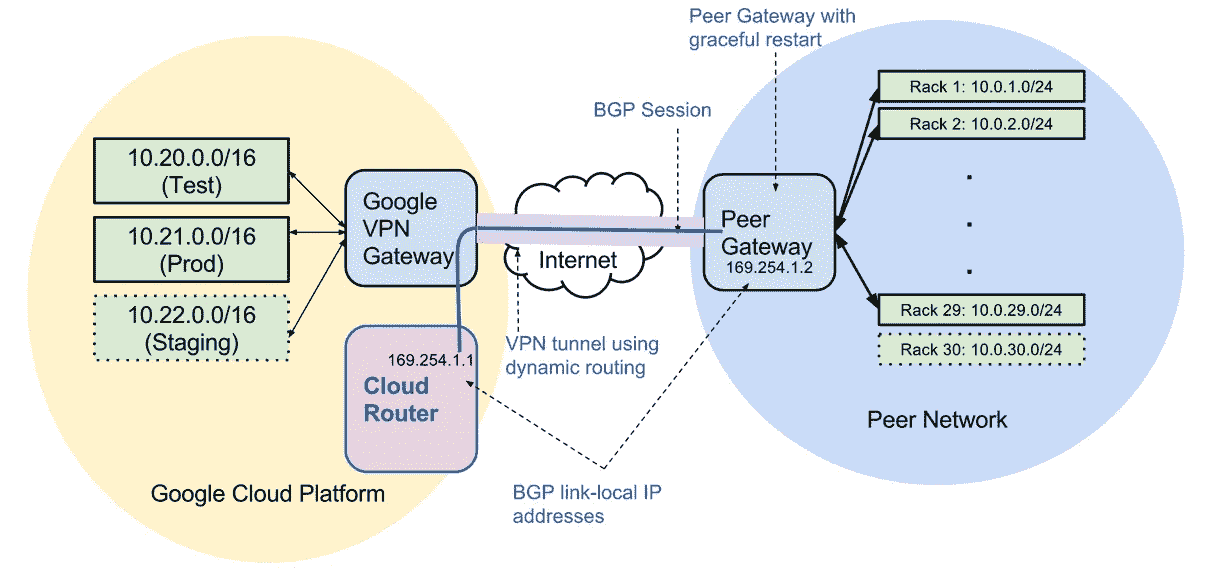 Peer Gateway with
graceful restart
BGP Session
Rack 1: 10.0.1.0/24
Rack 2: 10.0.2.0/24
10.20.0.0/16
(Test)
10.21.0.0/16
(Prod)
10.22.0.0/16
(Staging)
Google
VPN
Gateway
Internet
Peer
Gateway
169.254.1.2
Rack 29: 10.0.29.0/24
Rack 30: 10.0.30.0/24
VPN tunnel using
dynamic routing
169.254.1.1
Cloud
Router
Peer Network
Google Cloud Platform
BGP link-local IP
addresses